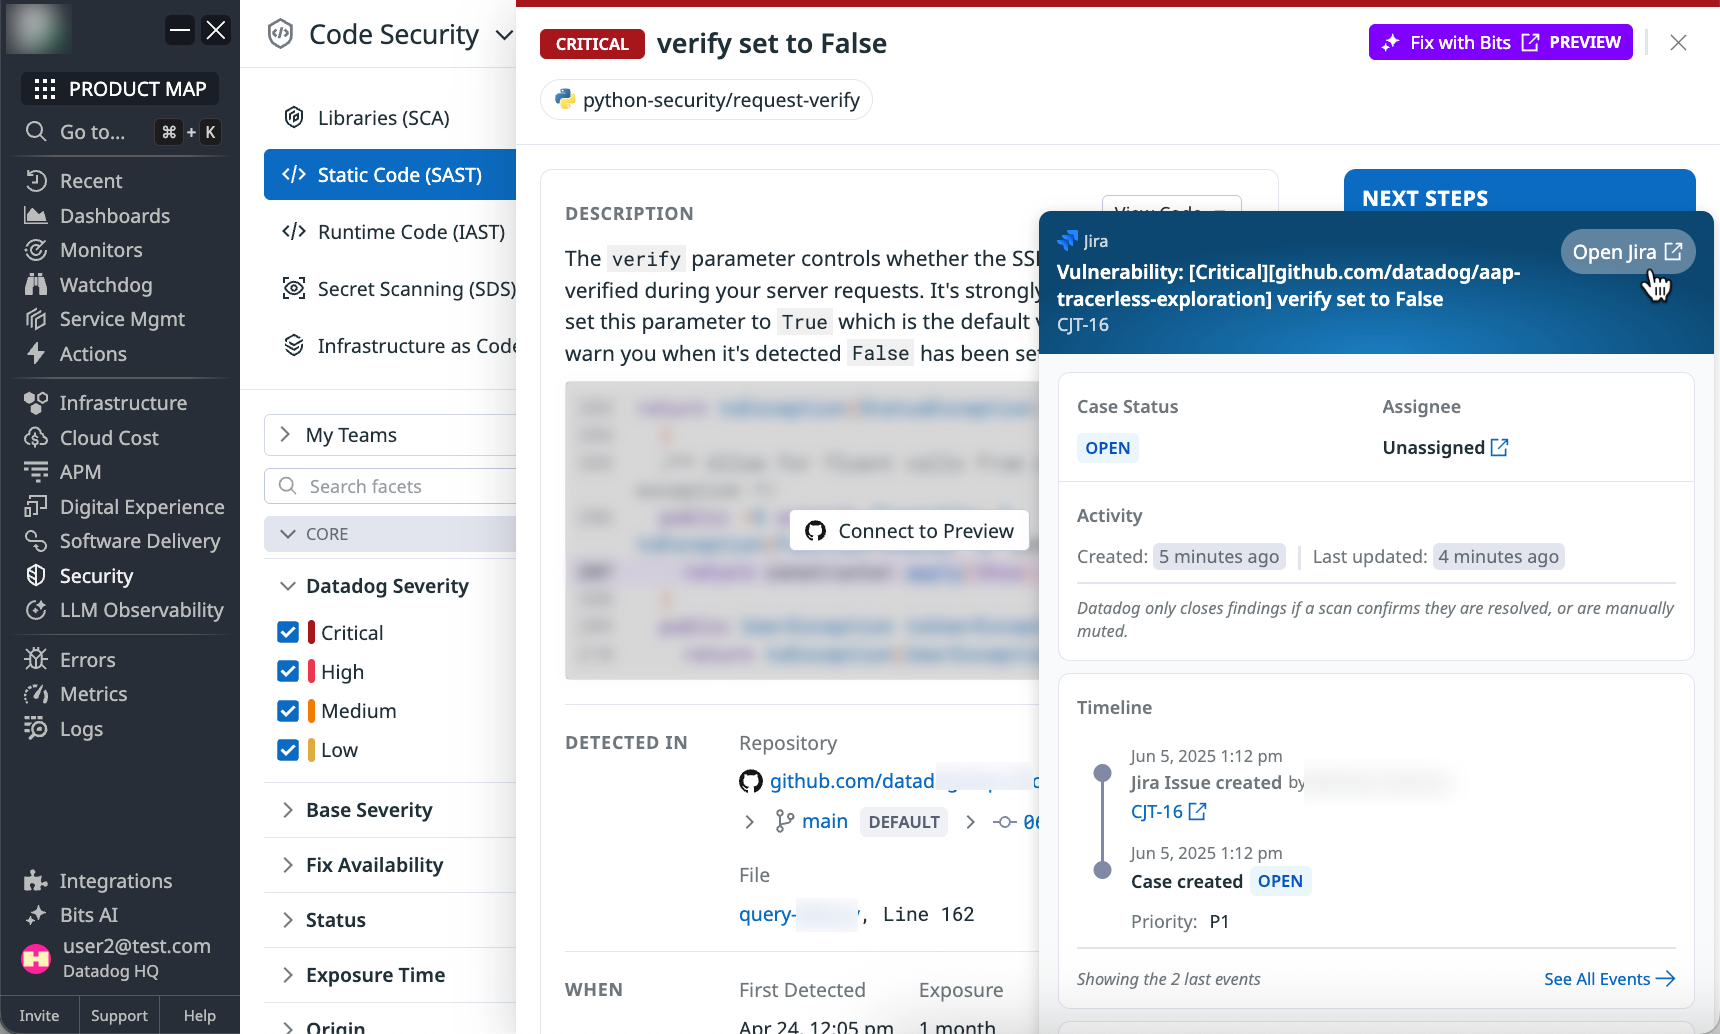 PRODUCT MAP
Go to...
⌘ + K
Recent
Dashboards
Monitors
Watchdog
Service Mgmt
Actions
Infrastructure
Cloud Cost
APM
Digital Experience
Software Delivery
Security
LLM Observability
Errors
Metrics
Logs
Integrations
Bits AI
user2@test.com
Datadog HQ
Invite
Support
Help
Code Security
Libraries (SCA)
Static Code (SAST)
Runtime Code (IAST)
Secret Scanning (SDS)
Infrastructure as Code
My Teams
Search facets
CORE
Datadog Severity
Critical
High
Medium
Low
Base Severity
Fix Availability
Status
Exposure Time
Origin
CRITICAL verify set to False
Fix with Bits PREVIEW
python-security/request-verify
DESCRIPTION
View Code
The verify parameter controls whether the SSL
verified during your server requests. It's strongly
set this parameter to True which is the default
warn you when it's detected False has been set
Connect to Preview
DETECTED IN
Repository
github.com/datad
main DEFAULT
File
query-, Line 162
WHEN
First Detected
Exposure
Apr 24, 12:05 pm
1 month
NEXT STEPS
Jira
Open Jira
Vulnerability: [Critical][github.com/datadog/aap-
tracerless-exploration] verify set to False
CJT-16
Case Status
Assignee
OPEN
Unassigned
Activity
Created: 5 minutes ago
Last updated: 4 minutes ago
Datadog only closes findings if a scan confirms they are resolved, or are manually
muted.
Timeline
Jun 5, 2025 1:12 pm
Jira Issue created by
CJT-16
Jun 5, 2025 1:12 pm
Case created OPEN
Priority: P1
Showing the 2 last events
See All Events